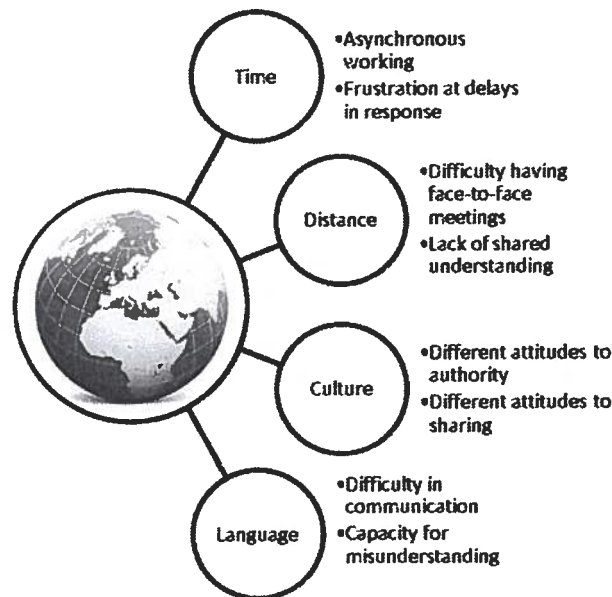 Time
•Asynchronous
working
•Frustration at delays
in response
Distance
•Difficulty having
face-to-face
meetings
•Lack of shared
understanding
Culture
•Different attitudes to
authority
•Different attitudes to
sharing
Language
•Difficulty in
communication
•Capacity for
misunderstanding